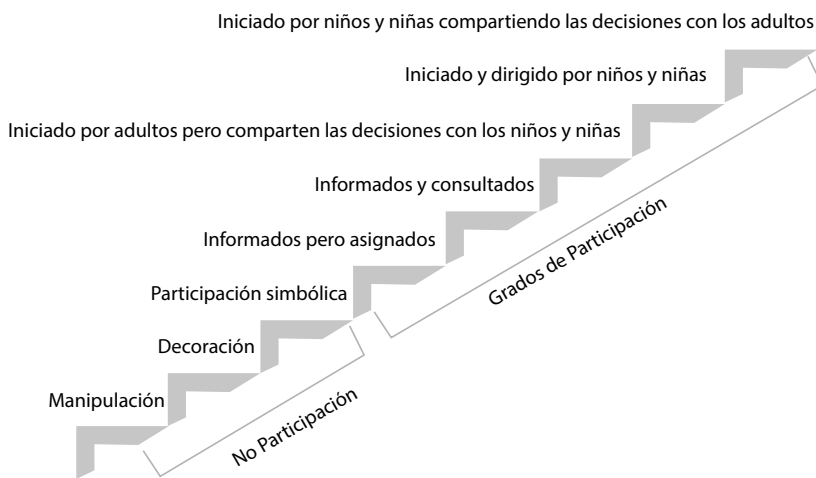 Iniciado por niños y niñas compartiendo las decisiones con los adultos
Iniciado y dirigido por niños y niñas
Iniciado por adultos pero comparten las decisiones con los niños y niñas
Informados y consultados
Informados pero asignados
Participación simbólica
Decoración
Manipulación
Grados de Participación
No Participación